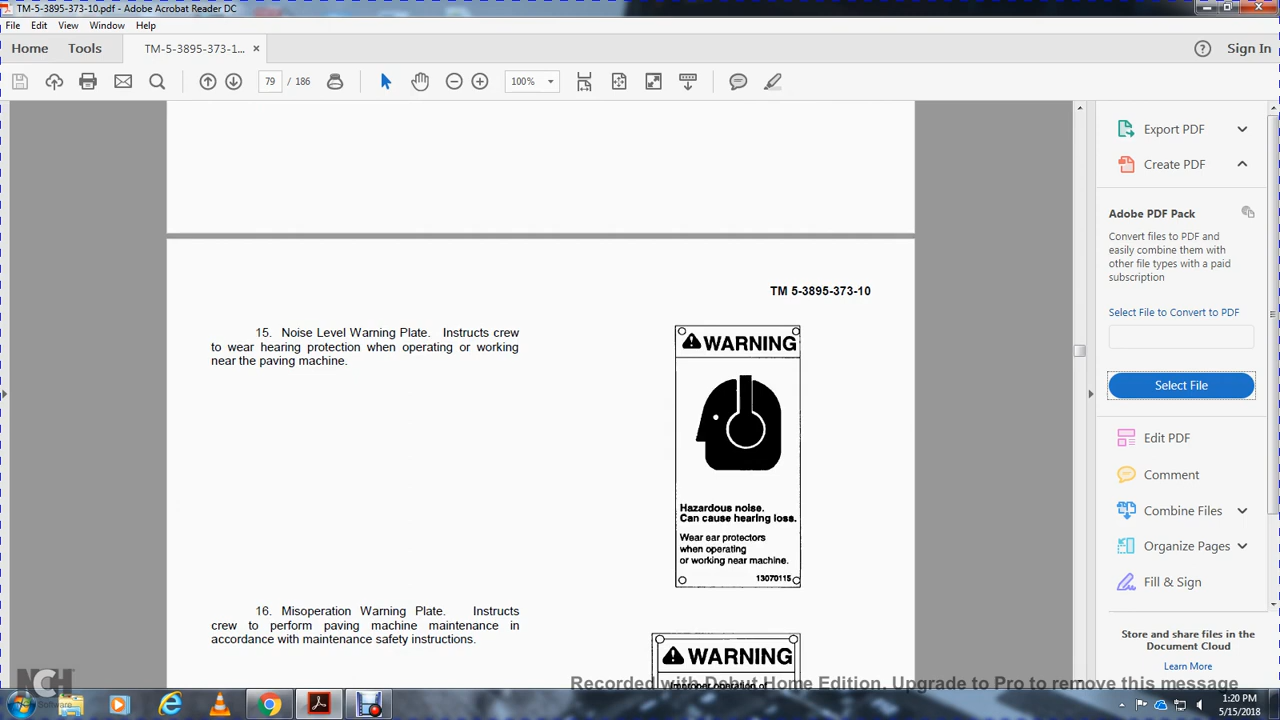 TM-5-3895-373-10.pdf - Adobe Acrobat Reader DC
File Edit View Window Help
Home Tools TM-5-3895-373-1... ×
Sign In
79 / 186
100%
TM 5-3895-373-10
15. Noise Level Warning Plate. Instructs crew
to wear hearing protection when operating or working
near the paving machine.
WARNING
Hazardous noise.
Can cause hearing loss.
Wear ear protectors
when operating
or working near machine.
13070115
16. Misoperation Warning Plate. Instructs
crew to perform paving machine maintenance in
accordance with maintenance safety instructions.
WARNING
Improper operation of
Export PDF
Create PDF
Adobe PDF Pack
Convert files to PDF and
easily combine them with
other file types with a paid
subscription
Select File to Convert to PDF
Select File
Edit PDF
Comment
Combine Files
Organize Pages
Fill & Sign
Store and share files in the
Document Cloud
Learn More
Recorded with Debut Home Edition. Upgrade to Pro to remove this message
NCH
Software
1:20 PM
5/15/2018